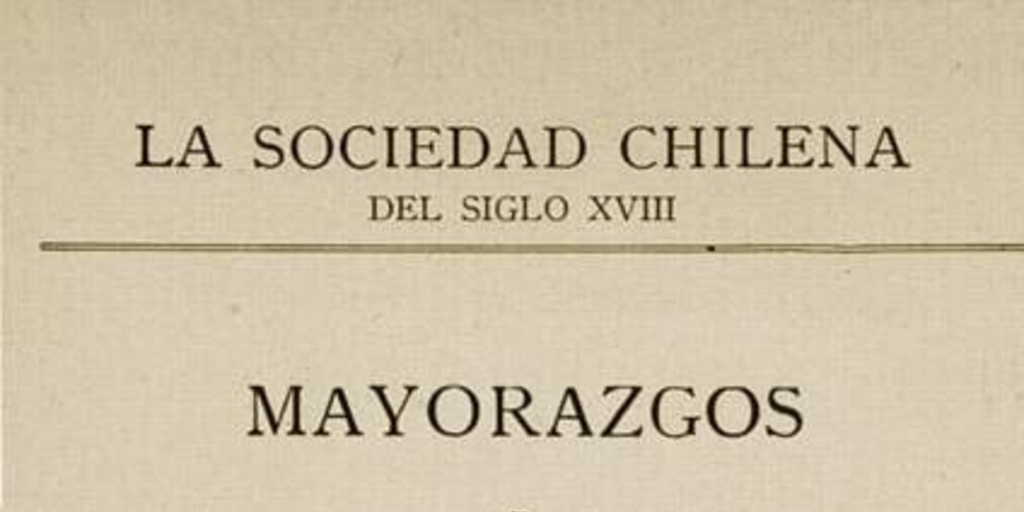 LA SOCIEDAD CHILENA
DEL SIGLO XVIII
MAYORAZGOS